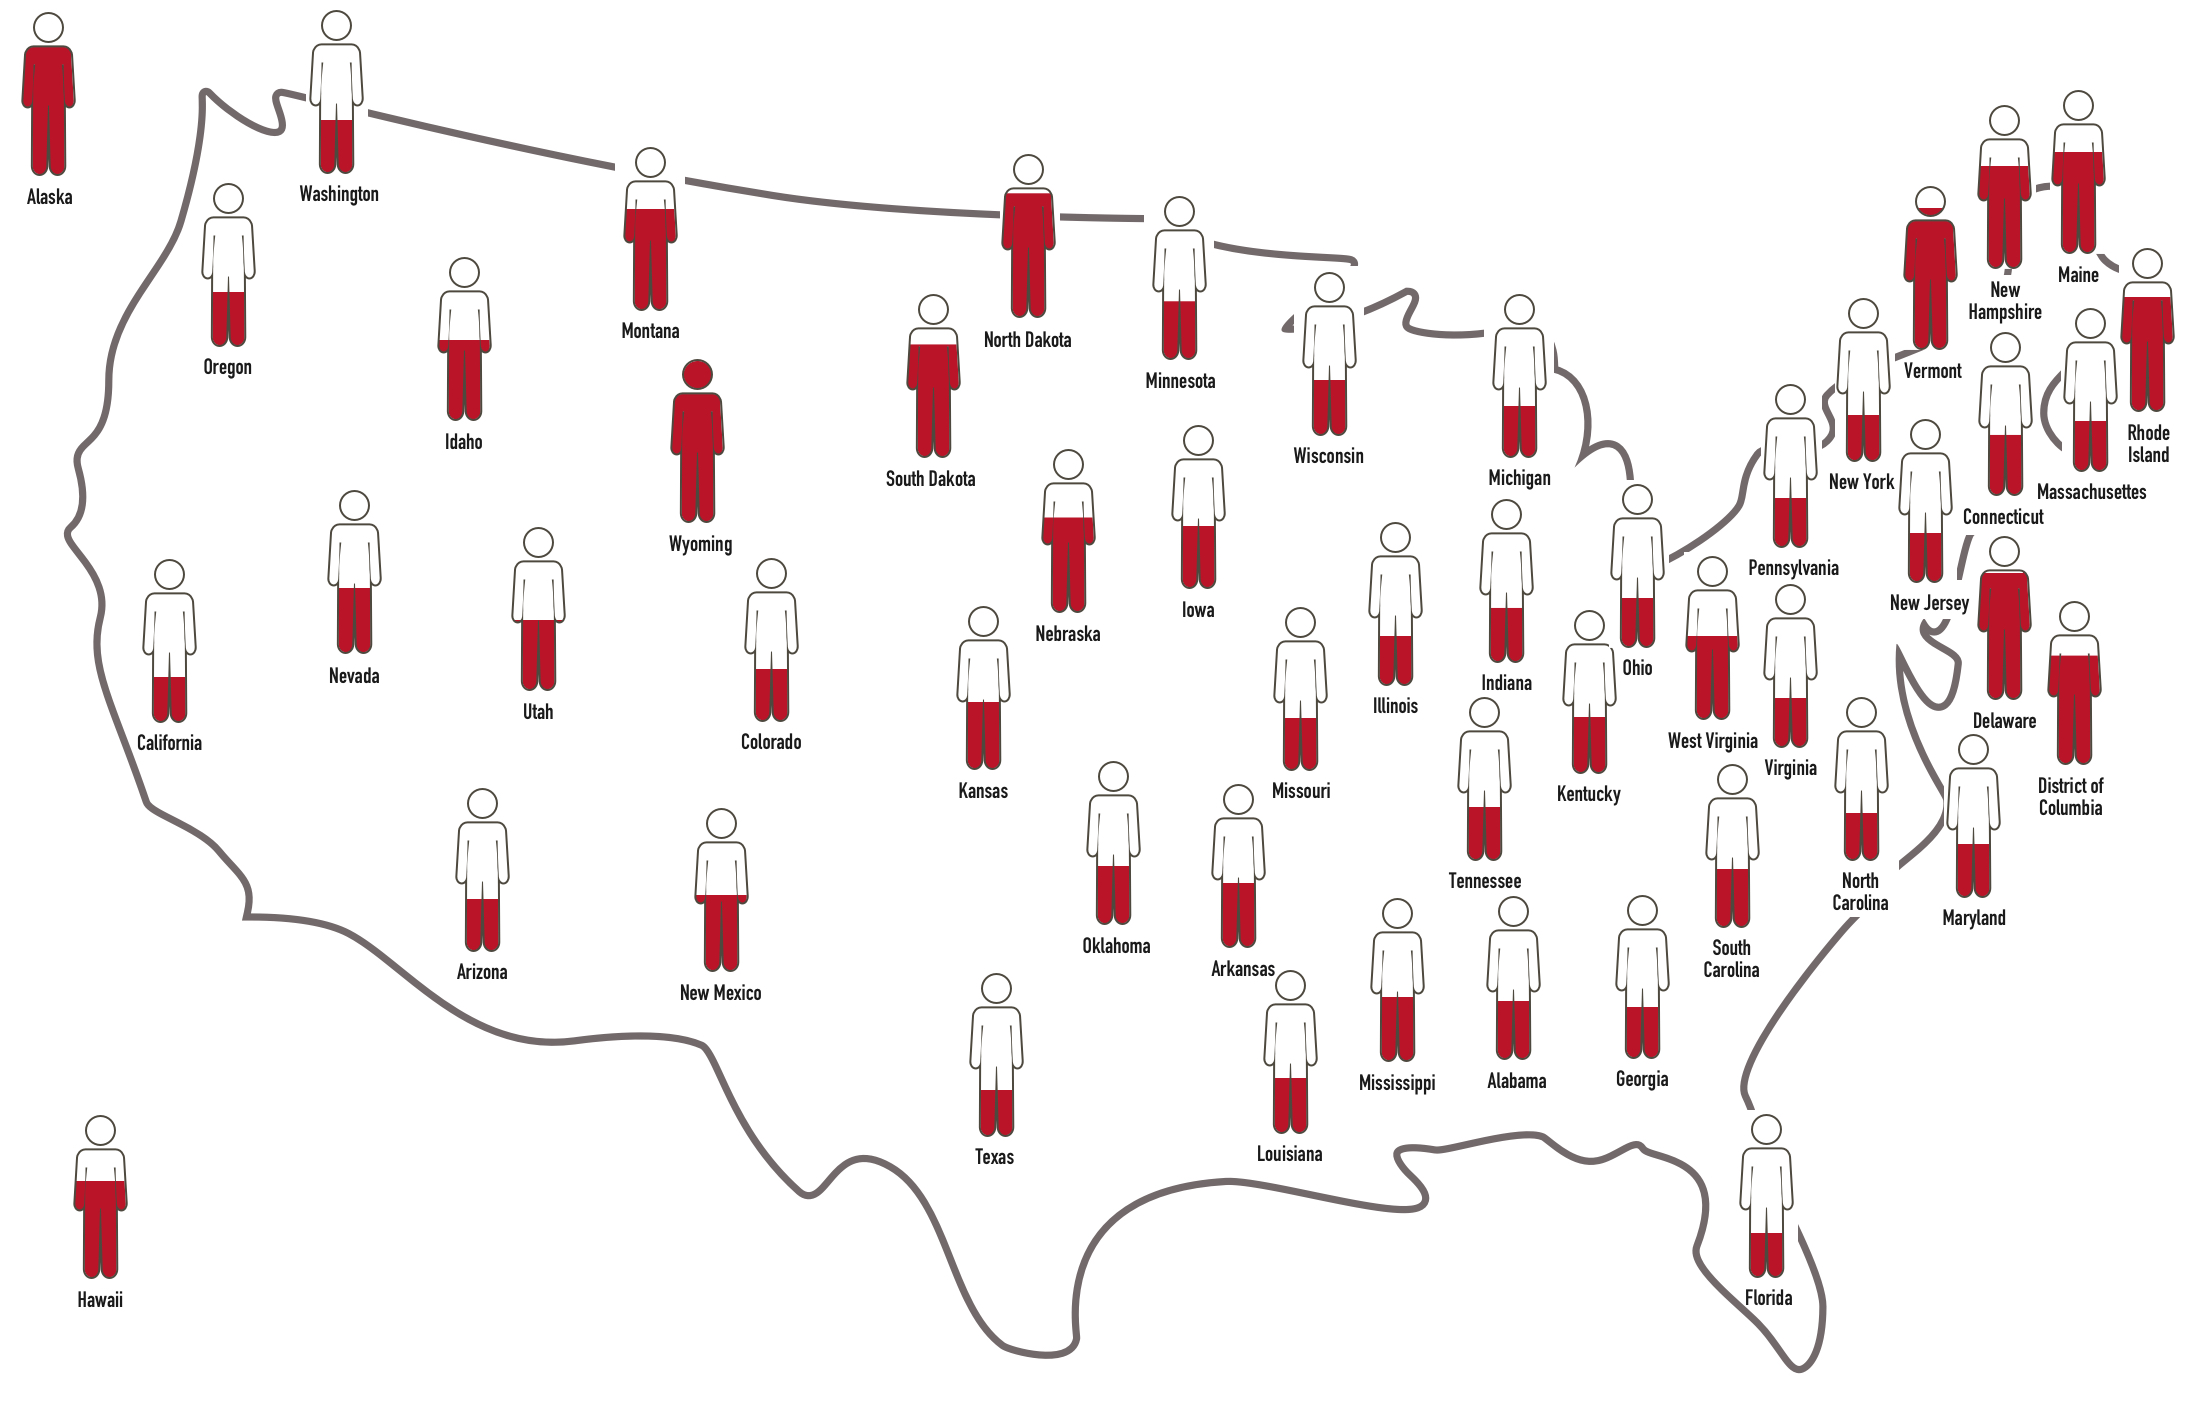 Alaska
Washington
Oregon
Idaho
Montana
North Dakota
Minnesota
South Dakota
Wisconsin
Michigan
Maine
New
Hampshire
Vermont
Rhode
Island
New York
Massachusettes
Connecticut
Pennsylvania
New Jersey
Wyoming
Nebraska
Iowa
Nevada
Utah
California
Colorado
Kansas
Missouri
Illinois
Indiana
Ohio
Kentucky
West Virginia
Virginia
Delaware
District of
Columbia
Tennessee
North
Carolina
Maryland
Arizona
New Mexico
Oklahoma
Arkansas
South
Carolina
Mississippi
Alabama
Georgia
Texas
Louisiana
Hawaii
Florida